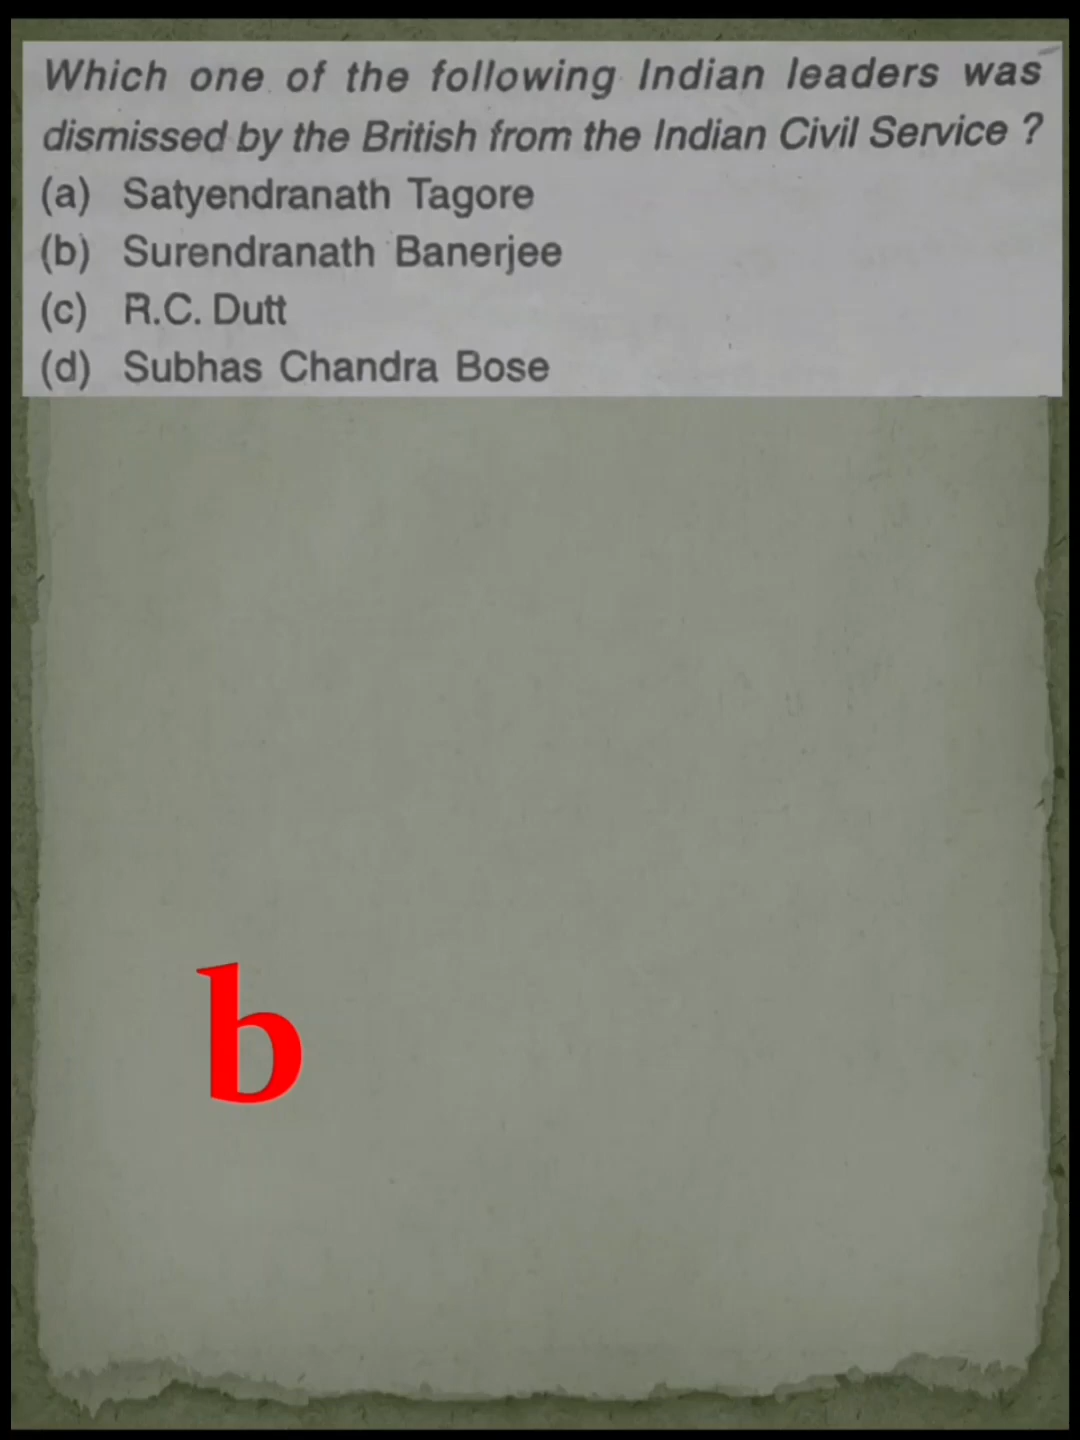 Which one of the following Indian leaders was
dismissed by the British from the Indian Civil Service ?
(a) Satyendranath Tagore
(b) Surendranath Banerjee
(c) R.C. Dutt
(d) Subhas Chandra Bose
b